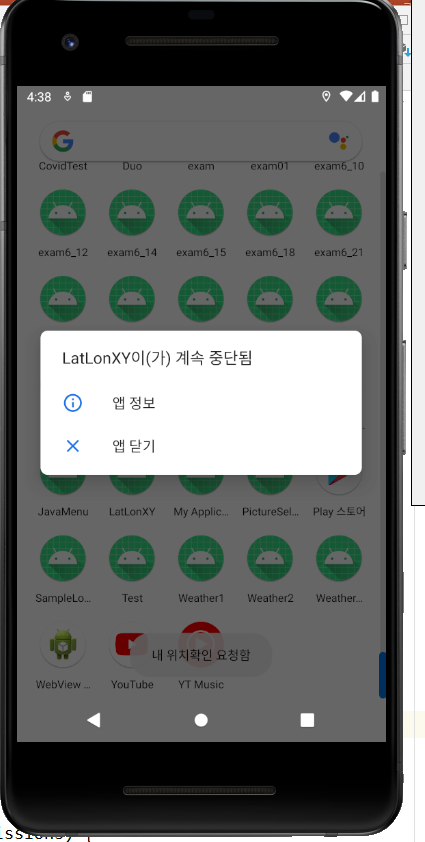 4:38
CovidTest Duo exam exam01 exam6_10
exam6_12 exam6_14 exam6_15 exam6_18 exam6_21
LatLonXY이(가) 계속 중단됨
앱 정보
앱 닫기
JavaMenu LatLonXY My Applic... PictureSel... Play 스토어
SampleLo... Test Weather1 Weather2 Weather...
내 위치확인 요청함
WebView ... YouTube YT Music